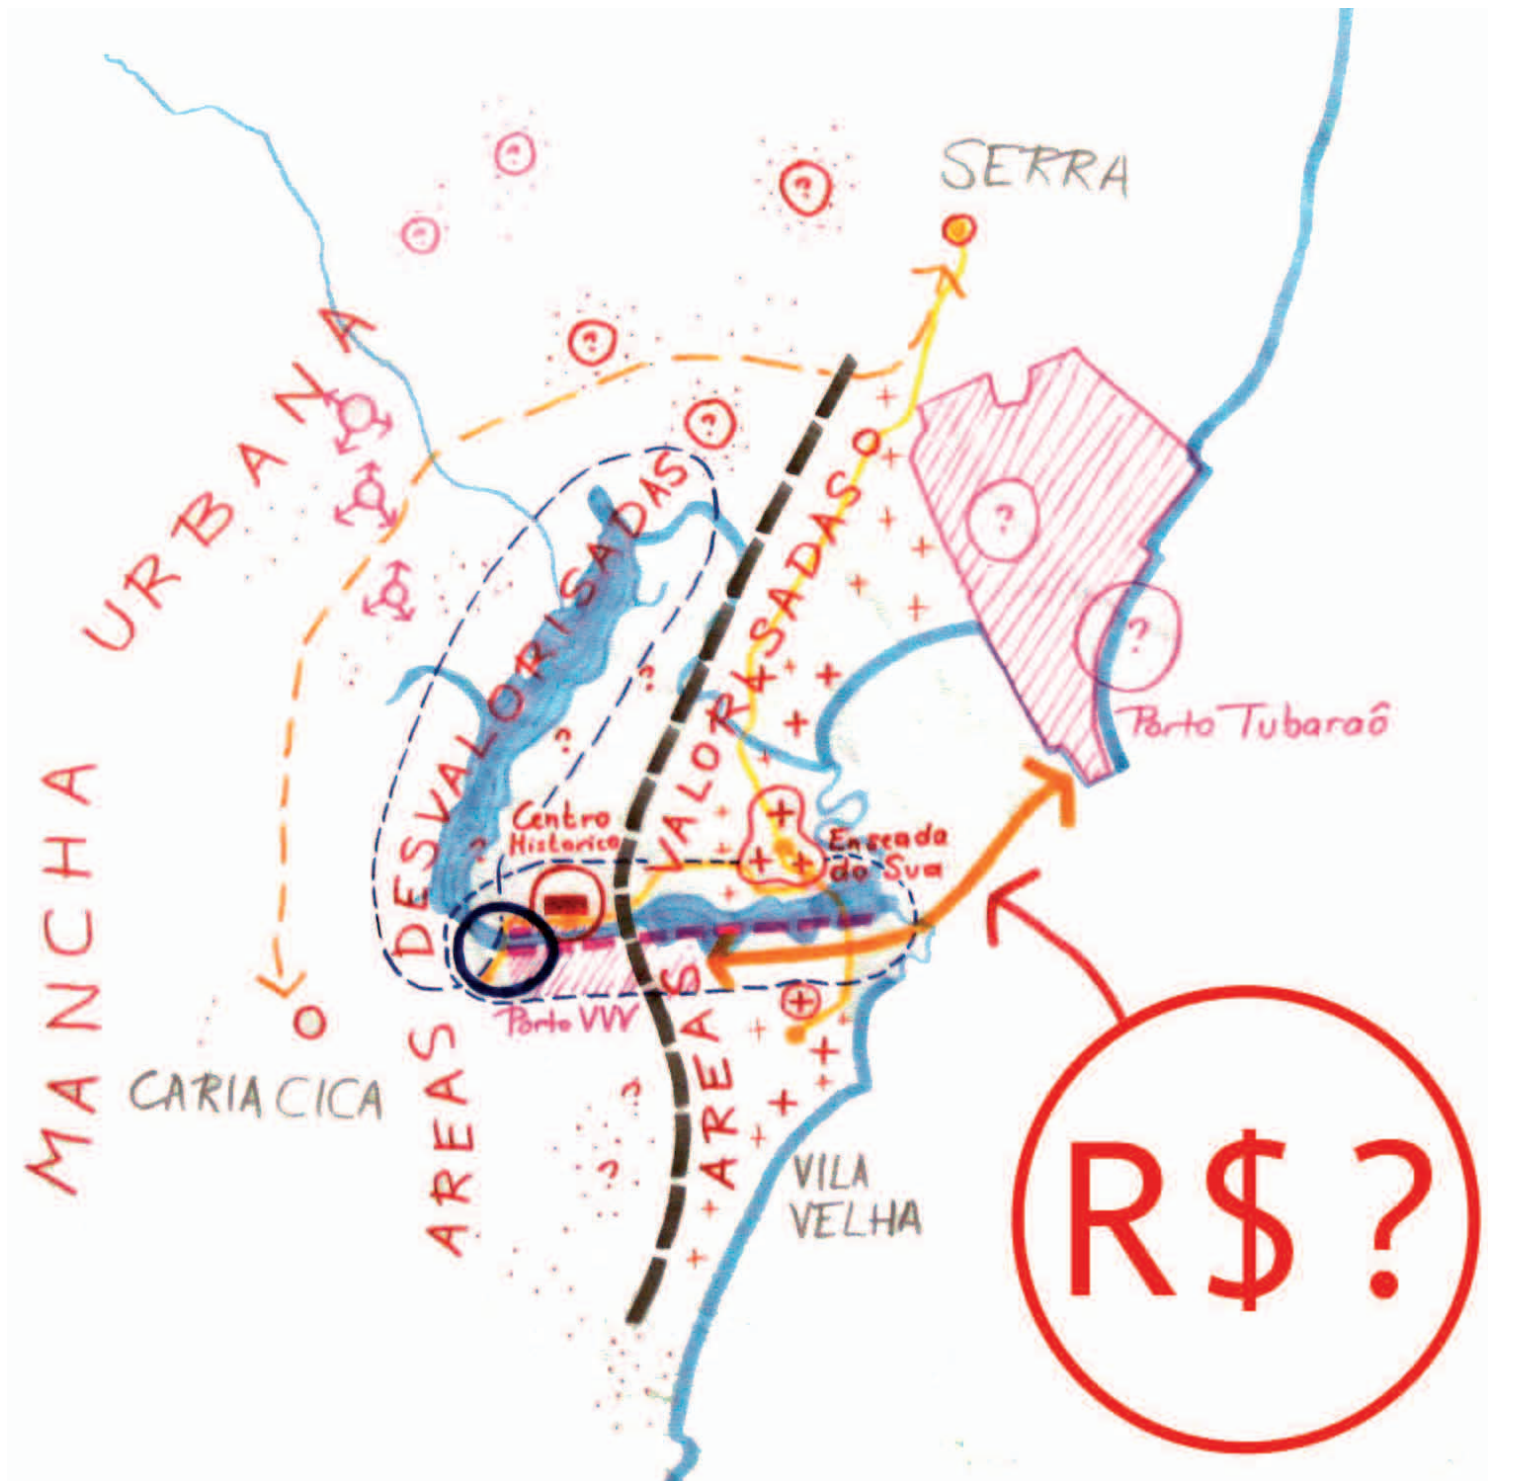 SERRA
MANCHA URBANA
AREAS DESVALORISADAS
AREAS VALORISADAS
Porto Tubaraô
Centro
Historico
Enseada
do Sua
Porto VVV
CARIACICA
VILA
VELHA
R$?
?
?
?
?
?
?
?
?
?
?
?
?
?